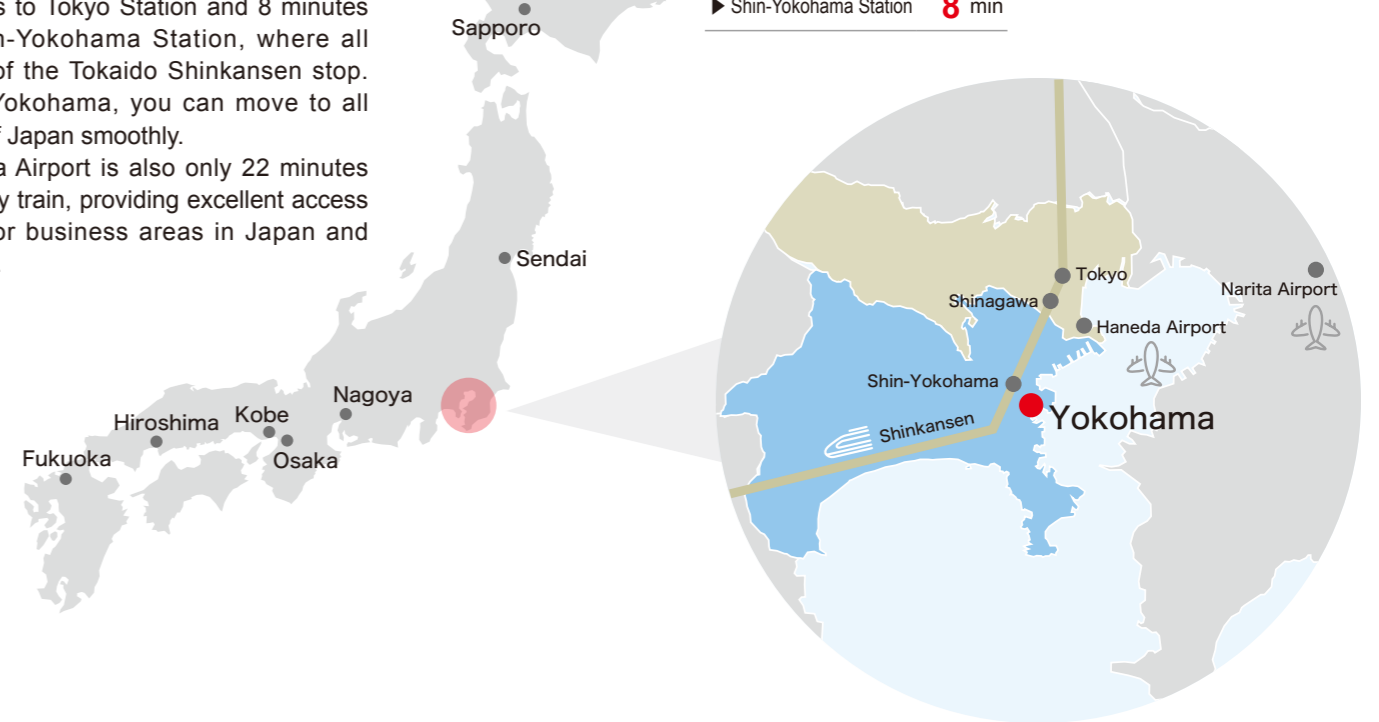 s to Tokyo Station and 8 minutes
n-Yokohama Station, where all
of the Tokaido Shinkansen stop.
Yokohama, you can move to all
f Japan smoothly.
a Airport is also only 22 minutes
y train, providing excellent access
or business areas in Japan and
▶ Shin-Yokohama Station 8 min
Sapporo
Sendai
Nagoya
Kobe
Hiroshima
Osaka
Fukuoka
Tokyo
Shinagawa
Narita Airport
Haneda Airport
Shin-Yokohama
Yokohama
Shinkansen